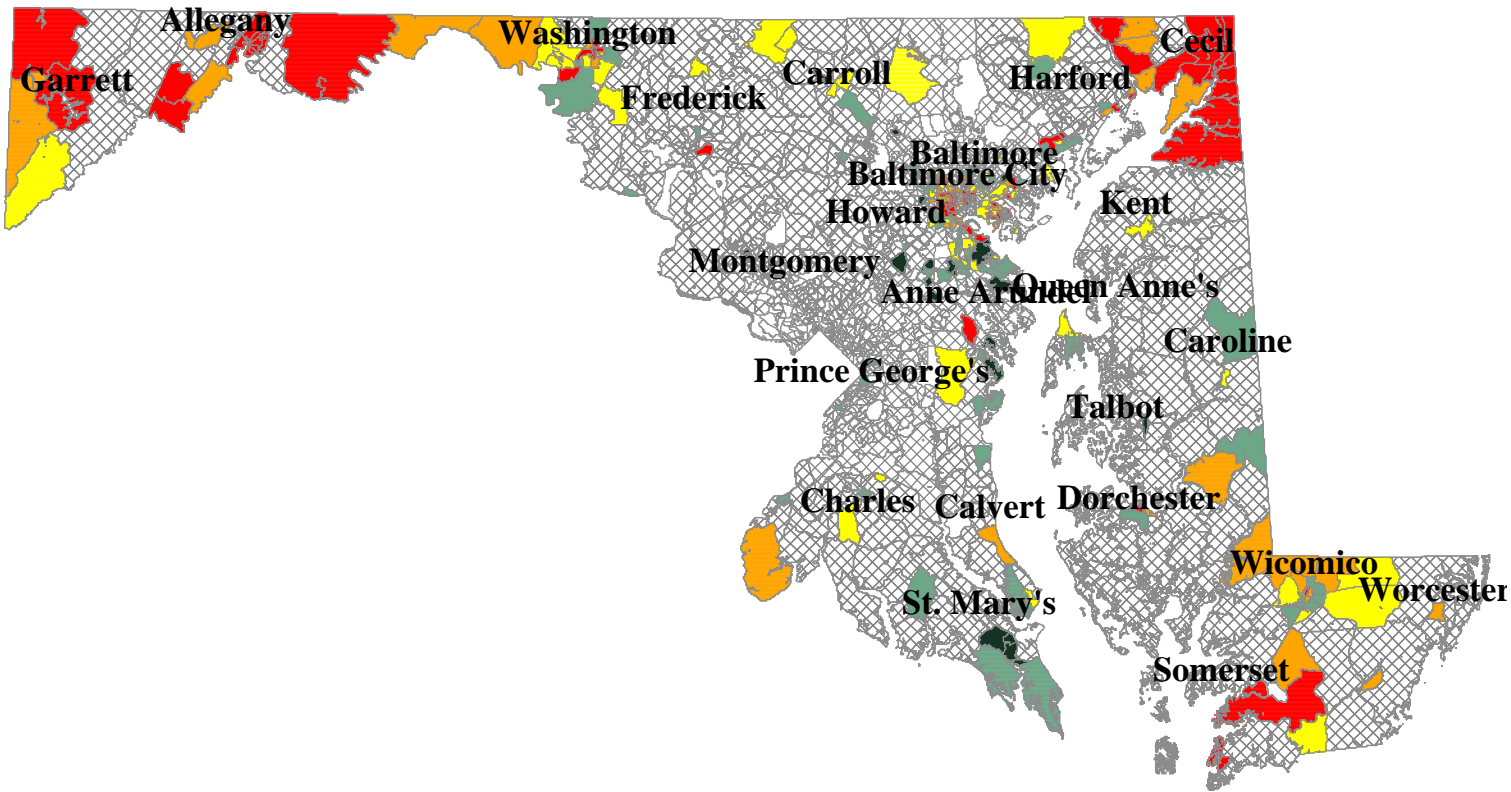 Allegany
Washington
Cecil
Garrett
Carroll
Harford
Frederick
Baltimore
Baltimore City
Kent
Howard
Montgomery
Anne Arundel
Queen Anne's
Caroline
Prince George's
Talbot
Charles
Calvert
Dorchester
Wicomico
Worcester
St. Mary's
Somerset